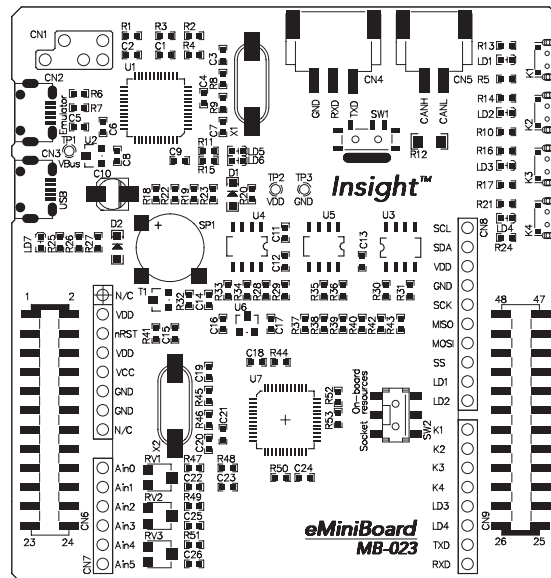 CN1
R1 R3 R2
C2 C1 R4
U1
C3
CN2
R6
R7
C5
Emulator
C6
C4
R8
R9
C7
X1
CN4
CN5
GND
RXD
TXD
CANH
CANL
SW1
R12
R13
LD1
R5
K1
R14
LD2
R10
K2
R16
LD3
R17
K3
R21
K4
LD4
R24
TP1
VBus
U2
C8
CN3
USB
C9
R11
R15
LD5
LD6
C10
R18
R22
R19
R23
D1
R20
TP2
VDD
TP3
GND
Insight™
D2
LD7
R25
R26
R27
SP1
+
U4
C11
C12
U5
C13
U3
CN8
SCL
SDA
VDD
GND
SCK
MISO
MOSI
SS
LD1
LD2
T1
R32
C14
R33
R34
R28
R29
R35
R36
R30
R31
U6
C16
C17
R37
R38
R39
R40
R42
R43
R41
C15
1 2
N/C
VDD
nRST
VDD
VCC
GND
GND
N/C
48 47
C18 R44
C19
R45
R46
C20
C21
X2
U7
R52
R53
On-board
Socket resources
SW2
R50 C24
RV1
R47
R48
C22
C23
RV2
R49
C25
RV3
R51
C26
Ain0
Ain1
Ain2
Ain3
Ain4
Ain5
CN6
CN7
23 24
K1
K2
K3
K4
LD3
LD4
TXD
RXD
CN9
26 25
eMiniBoard
MB-023